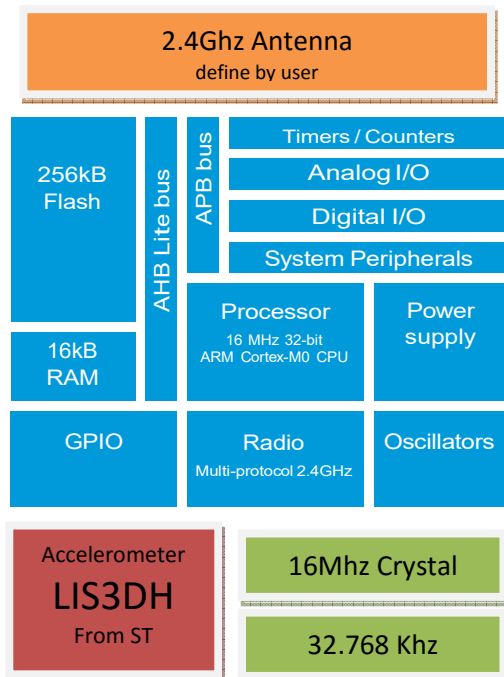 2.4Ghz Antenna
define by user
256kB
Flash
AHB Lite bus
APB bus
Timers / Counters
Analog I/O
Digital I/O
System Peripherals
16kB
RAM
Processor
16 MHz 32-bit
ARM Cortex-M0 CPU
Power
supply
GPIO
Radio
Multi-protocol 2.4GHz
Oscillators
Accelerometer
LIS3DH
From ST
16Mhz Crystal
32.768 Khz